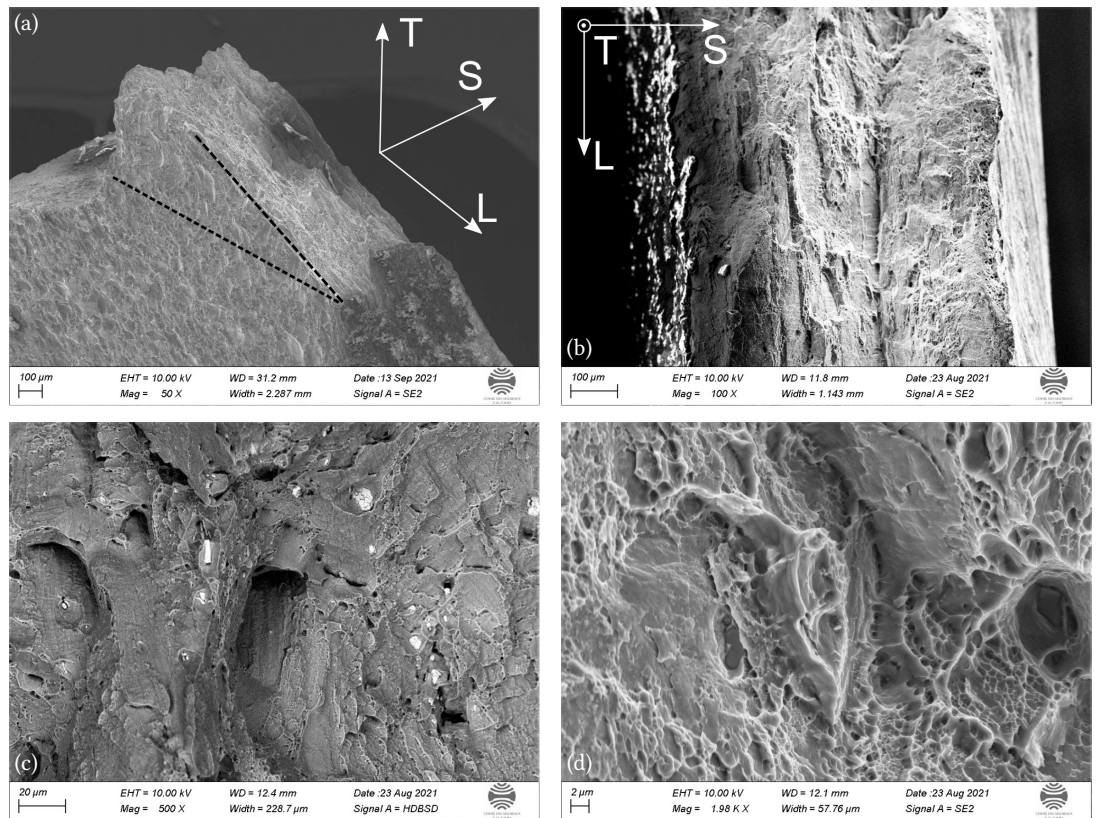 (a)
T
S
L
100 µm
EHT = 10.00 kV
WD = 31.2 mm
Date :13 Sep 2021
Mag = 50 X
Width = 2.287 mm
Signal A = SE2
T
S
L
(b)
100 µm
EHT = 10.00 kV
WD = 11.8 mm
Date :23 Aug 2021
Mag = 100 X
Width = 1.143 mm
Signal A = SE2
(c)
20 µm
EHT = 10.00 kV
WD = 12.4 mm
Date :23 Aug 2021
Mag = 500 X
Width = 228.7 µm
Signal A = HDBSD
(d)
2 µm
EHT = 10.00 kV
WD = 12.1 mm
Date :23 Aug 2021
Mag = 1.98 K X
Width = 57.76 µm
Signal A = SE2